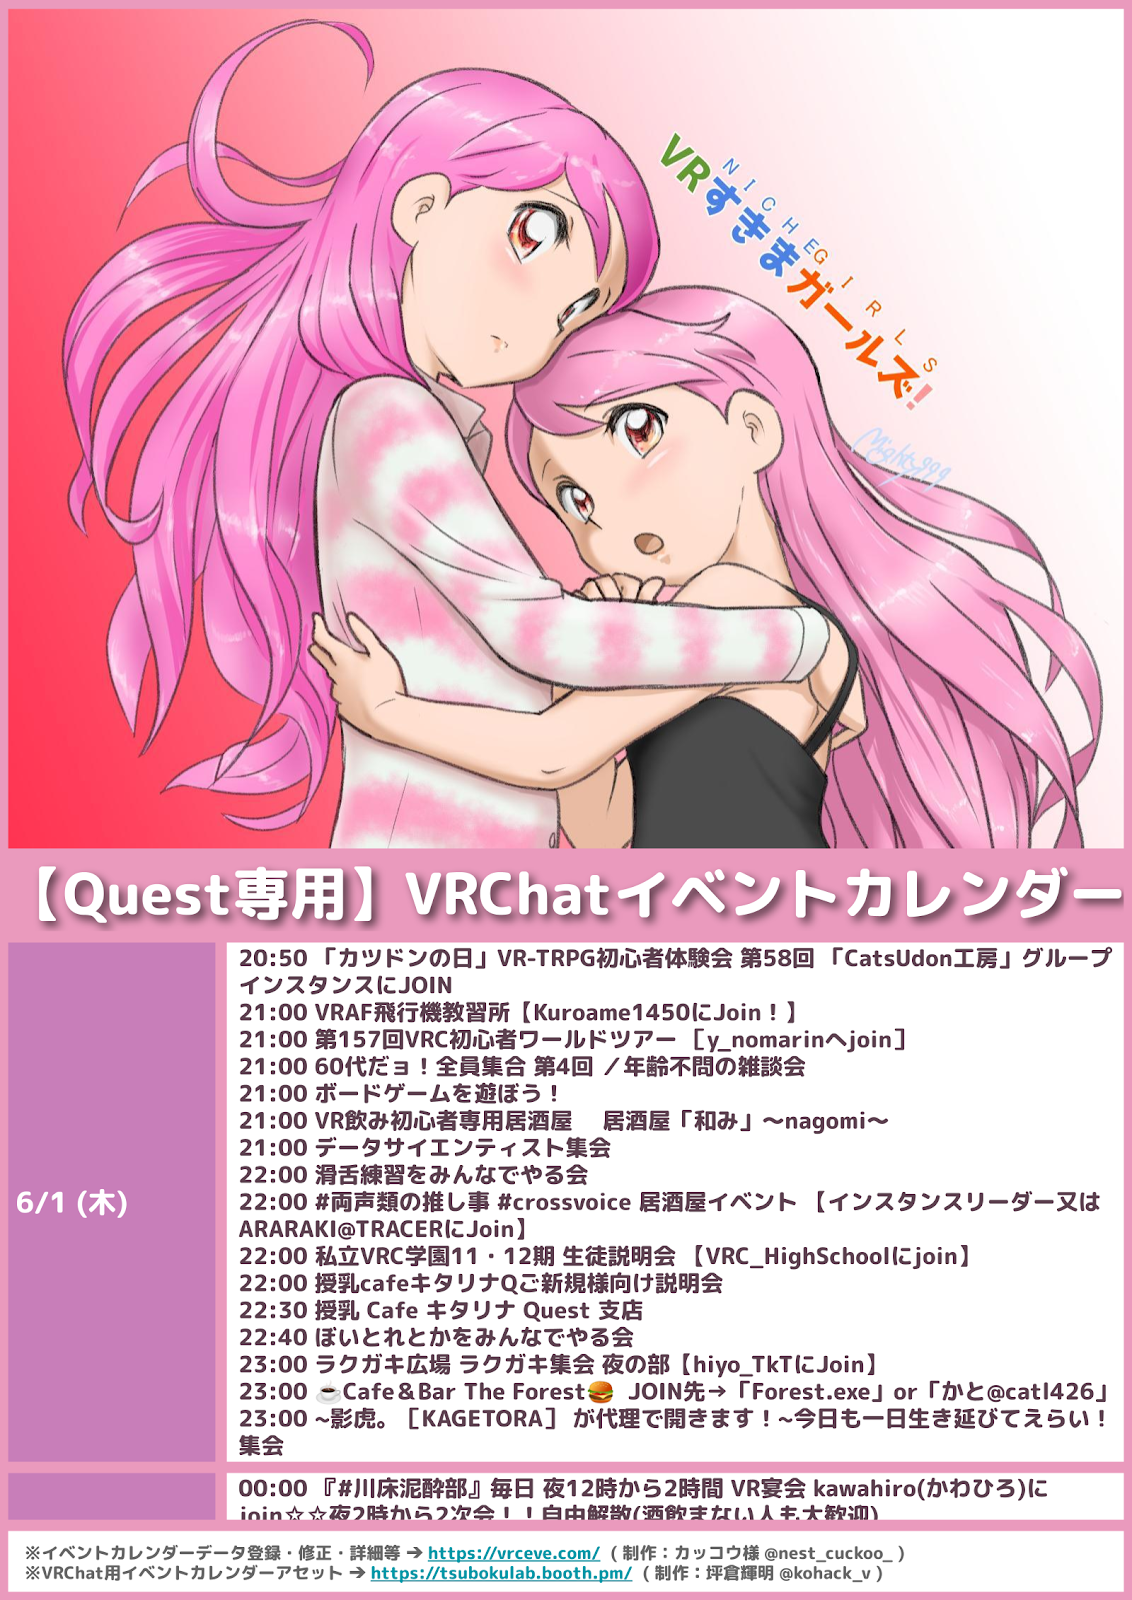 NICHEGIRLS
VRすきまガールズ!
Mighty999
【Quest専用】VRChatイベントカレンダー
6/1 (木)
20:50 「カツドンの日」VR-TRPG初心者体験会 第58回 「CatsUdon工房」グループ
インスタンスにJOIN
21:00 VRAF飛行機教習所【Kuroame1450にJoin！】
21:00 第157回VRC初心者ワールドツアー ［y_nomarinへjoin］
21:00 60代だョ！全員集合 第4回 ／年齢不問の雑談会
21:00 ボードゲームを遊ぼう！
21:00 VR飲み初心者専用居酒屋　居酒屋「和み」～nagomi～
21:00 データサイエンティスト集会
22:00 滑舌練習をみんなでやる会
22:00 #両声類の推し事 #crossvoice 居酒屋イベント 【インスタンスリーダー又は
ARARAKI@TRACERにJoin】
22:00 私立VRC学園11・12期 生徒説明会 【VRC_HighSchoolにjoin】
22:00 授乳cafeキタリナQご新規様向け説明会
22:30 授乳 Cafe キタリナ Quest 支店
22:40 ぼいとれとかをみんなでやる会
23:00 ラクガキ広場 ラクガキ集会 夜の部【hiyo_TkTにJoin】
23:00 ☕Cafe＆Bar The Forest🍔 JOIN先→「Forest.exe」or「かと@catl426」
23:00 ~影虎。［KAGETORA］ が代理で開きます！~今日も一日生き延びてえらい！
集会
00:00 『#川床泥酔部』毎日 夜12時から2時間 VR宴会 kawahiro(かわひろ)に
join☆☆夜2時から2次会！！自由解散(酒飲まない人も大歓迎)
※イベントカレンダーデータ登録・修正・詳細等 ➔ https://vrceve.com/ ( 制作：カッコウ様 @nest_cuckoo_ )
※VRChat用イベントカレンダーアセット ➔ https://tsubokulab.booth.pm/ ( 制作：坪倉輝明 @kohack_v )